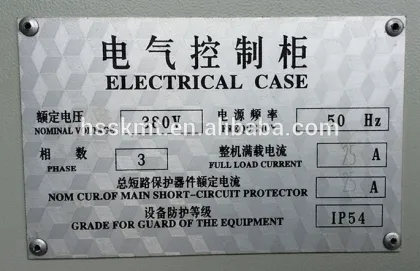 电气控制柜
ELECTRICAL CASE
额定电压 380V 电源频率 50 Hz
NOMINAL
相数 3 整机满载电流 A
PHASE FULL LOAD CURRENT
总短路保护器件额定电流 A
NOM CUR.OF MAIN SHORT-CIRCUIT PROTECTOR
设备防护等级 IP54
GRADE FOR GUARD OF THE EQUIPMENT